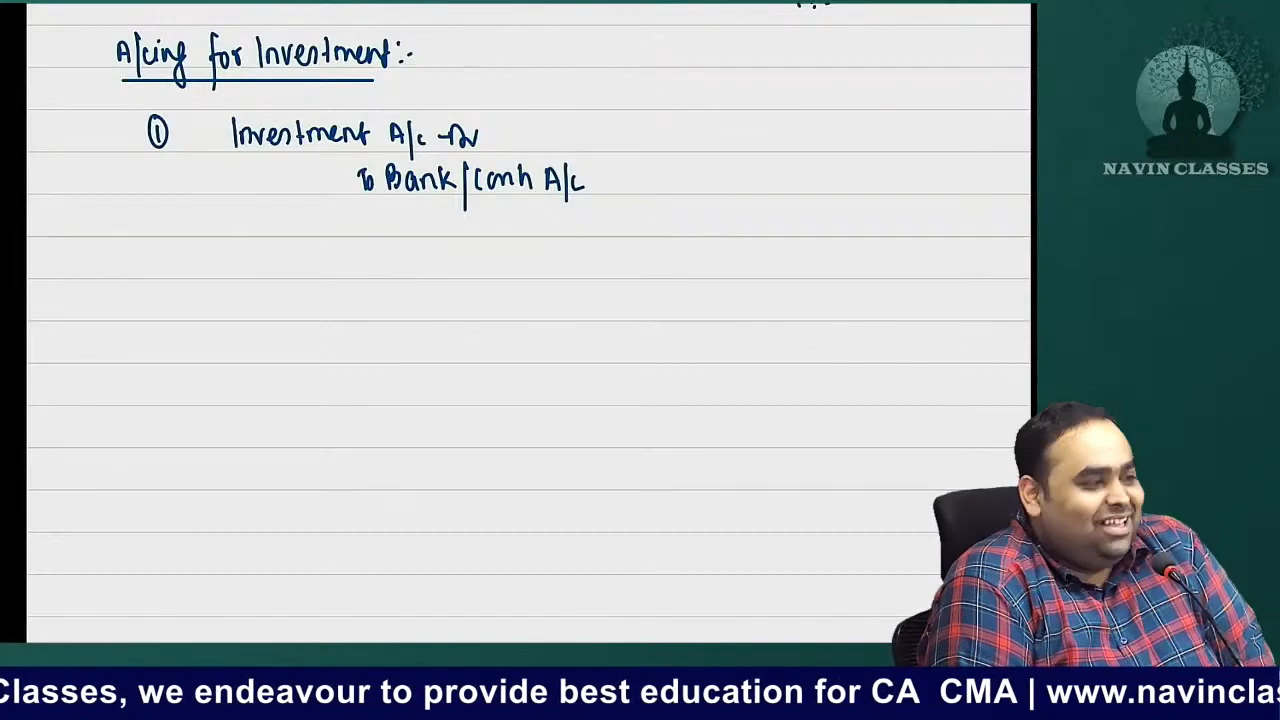 A/cing for Investment:-
① Investment A/c Dr
To Bank/Cash A/c
NAVIN CLASSES
Classes, we endeavour to provide best education for CA CMA | www.navincla